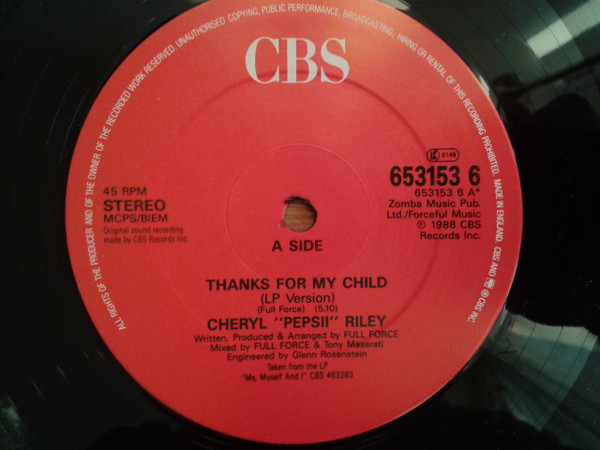 ALL RIGHTS OF THE PRODUCER AND OF THE OWNER OF THE RECORDED WORK RESERVED. UNAUTHORISED COPYING, PUBLIC PERFORMANCE, BROADCASTING, HIRING OR RENTAL OF THIS RECORDING PROHIBITED. MADE IN ENGLAND. CBS AND ® CBS INC.
CBS
45 RPM
STEREO
MCPS/BIEM
Original sound recording
made by CBS Records Inc.
LC 0149
653153 6
653153 6 A*
Zomba Music Pub.
Ltd./Forceful Music
℗ 1988 CBS
Records Inc.
A SIDE
THANKS FOR MY CHILD
(LP Version)
(Full Force) (5.10)
CHERYL "PEPSII" RILEY
Written, Produced & Arranged by FULL FORCE
Mixed by FULL FORCE & Tony Maserati
Engineered by Glenn Rosenstein
Taken from the LP
"Me, Myself And I" CBS 463283